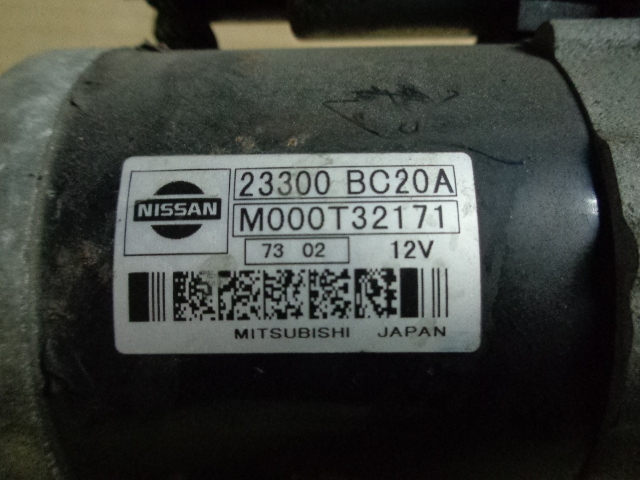 NISSAN
23300 BC20A
M000T32171
73 02 12V
MITSUBISHI JAPAN